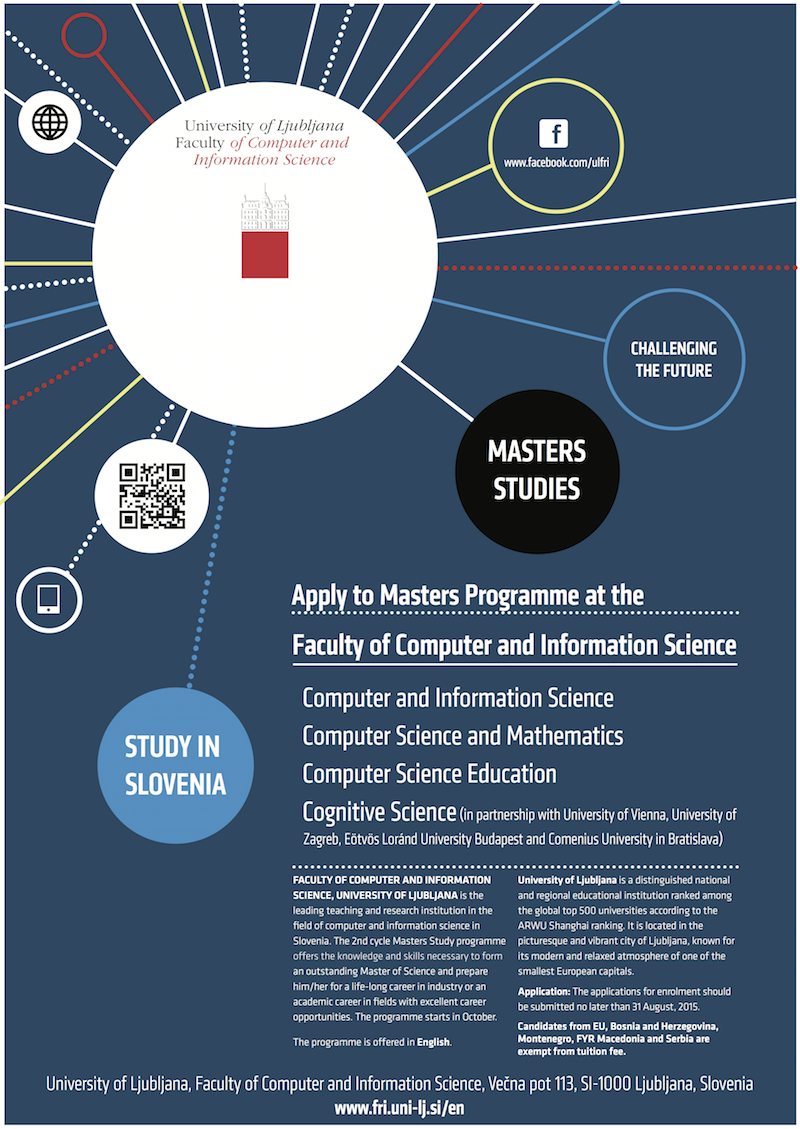 University of Ljubljana
Faculty of Computer and
Information Science
f
www.facebook.com/ulfri
CHALLENGING
THE FUTURE
MASTERS
STUDIES
STUDY IN
SLOVENIA
Apply to Masters Programme at the
Faculty of Computer and Information Science
Computer and Information Science
Computer Science and Mathematics
Computer Science Education
Cognitive Science (in partnership with University of Vienna, University of
Zagreb, Eötvös Loránd University Budapest and Comenius University in Bratislava)
FACULTY OF COMPUTER AND INFORMATION
SCIENCE, UNIVERSITY OF LJUBLJANA is the
leading teaching and research institution in the
field of computer and information science in
Slovenia. The 2nd cycle Masters Study programme
offers the knowledge and skills necessary to form
an outstanding Master of Science and prepare
him/her for a life-long career in industry or an
academic career in fields with excellent career
opportunities. The programme starts in October.
The programme is offered in English.
University of Ljubljana is a distinguished national
and regional educational institution ranked among
the global top 500 universities according to the
ARWU Shanghai ranking. It is located in the
picturesque and vibrant city of Ljubljana, known for
its modern and relaxed atmosphere of one of the
smallest European capitals.
Application: The applications for enrolment should
be submitted no later than 31 August, 2015.
Candidates from EU, Bosnia and Herzegovina,
Montenegro, FYR Macedonia and Serbia are
exempt from tuition fee.
University of Ljubljana, Faculty of Computer and Information Science, Večna pot 113, SI-1000 Ljubljana, Slovenia
www.fri.uni-lj.si/en